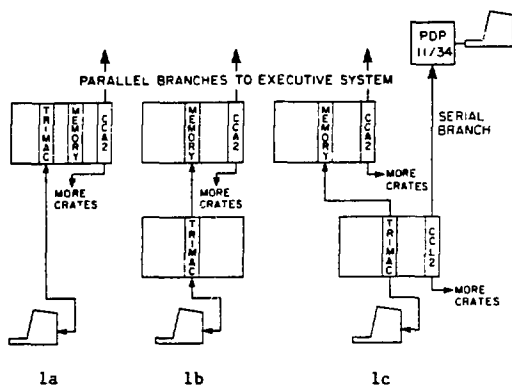 PDP
11/34
PARALLEL BRANCHES TO EXECUTIVE SYSTEM
SERIAL
BRANCH
TRIMAC
MEMORY
CCA2
MORE
CRATES
MEMORY
CCA2
MORE
CRATES
TRIMAC
MEMORY
CCA2
MORE
CRATES
TRIMAC
CCL2
MORE
CRATES
1a
1b
1c